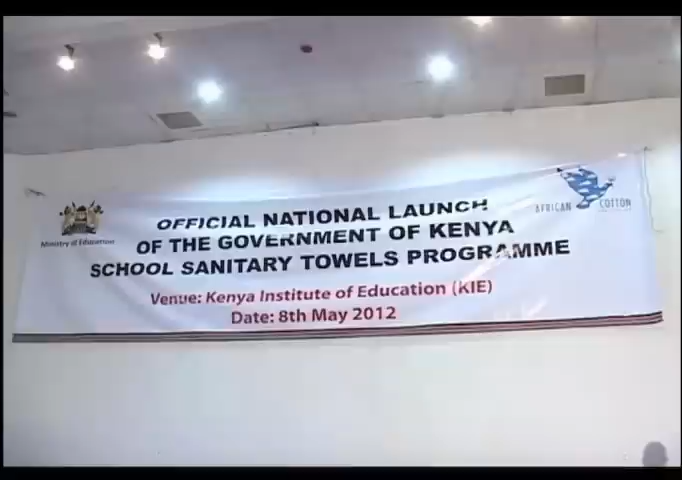 OFFICIAL NATIONAL LAUNCH
OF THE GOVERNMENT OF KENYA
SCHOOL SANITARY TOWELS PROGRAMME
Venue: Kenya Institute of Education (KIE)
Date: 8th May 2012
Ministry of Education
AFRICAN COTTON